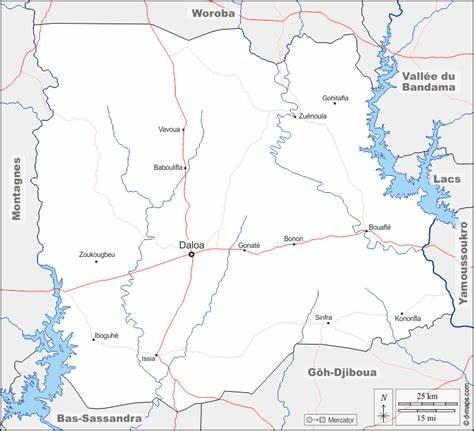 Woroba
Vallée du
Bandama
Gohitafla
Zuénoula
Vavoua
Baboulifla
Montagnes
Lacs
Bouaflé
Bonon
Gonaté
Daloa
Zoukougbeu
Yamoussoukro
Kononfla
Sinfra
Iboguhé
Issia
Gôh-Djiboua
Bas-Sassandra
N
25 km
15 mi
Mercator
© d-maps.com